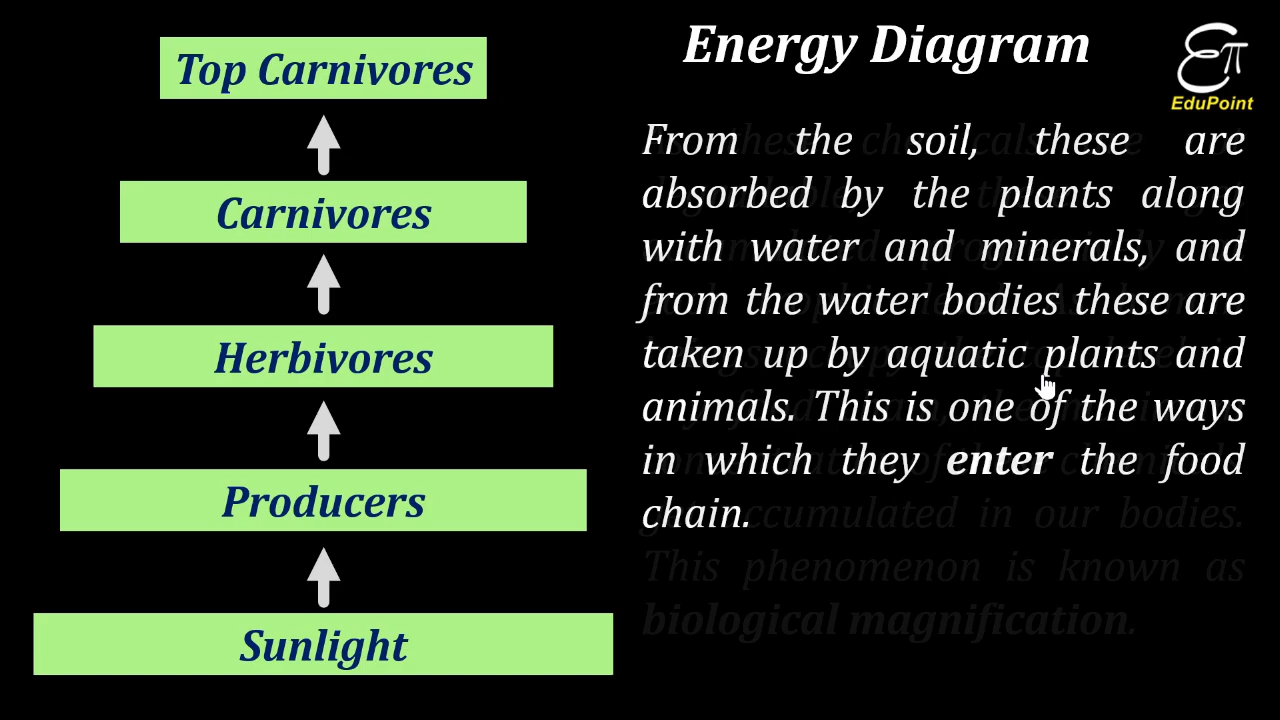 Energy Diagram
Επ
EduPoint
Top Carnivores
Carnivores
Herbivores
Producers
Sunlight
From the soil, these are
absorbed by the plants along
with water and minerals, and
from the water bodies these are
taken up by aquatic plants and
animals. This is one of the ways
in which they enter the food
chain.
accumulated in our bodies.
This phenomenon is known as
biological magnification.